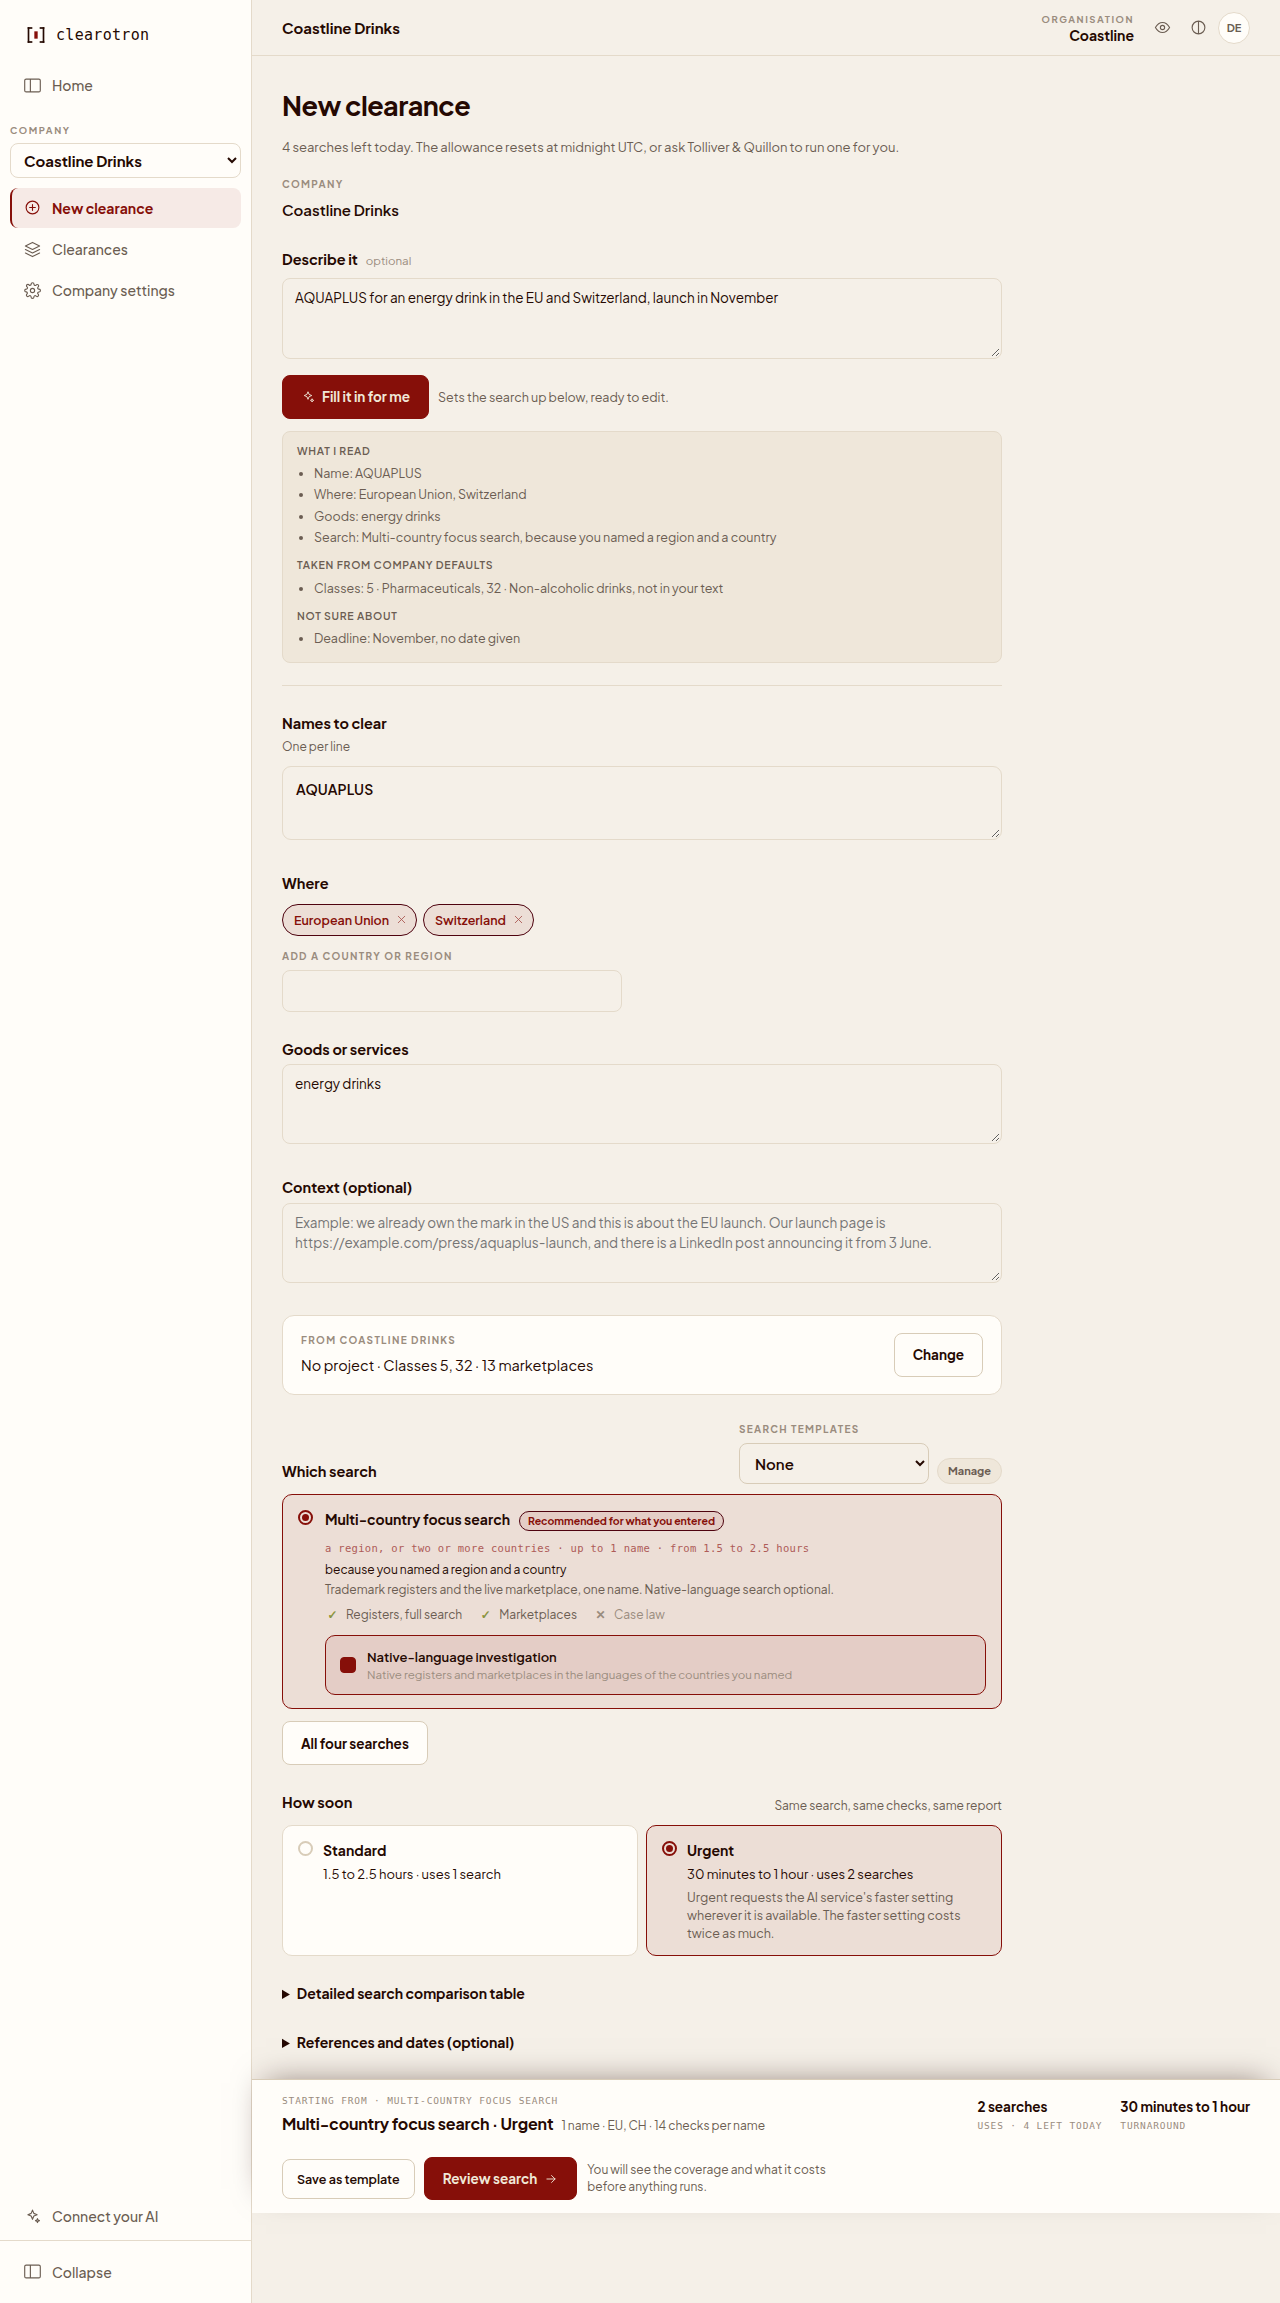 clearotron
Home
COMPANY
Coastline Drinks
New clearance
Clearances
Company settings
Connect your AI
Collapse
Coastline Drinks
ORGANISATION
Coastline
DE
New clearance
4 searches left today. The allowance resets at midnight UTC, or ask Tolliver & Quillon to run one for you.
COMPANY
Coastline Drinks
Describe it optional
AQUAPLUS for an energy drink in the EU and Switzerland, launch in November
Fill it in for me
Sets the search up below, ready to edit.
WHAT I READ
• Name: AQUAPLUS
• Where: European Union, Switzerland
• Goods: energy drinks
• Search: Multi-country focus search, because you named a region and a country
TAKEN FROM COMPANY DEFAULTS
• Classes: 5 · Pharmaceuticals, 32 · Non-alcoholic drinks, not in your text
NOT SURE ABOUT
• Deadline: November, no date given
Names to clear
One per line
AQUAPLUS
Where
European Union ×
Switzerland ×
ADD A COUNTRY OR REGION
Goods or services
energy drinks
Context (optional)
Example: we already own the mark in the US and this is about the EU launch. Our launch page is
https://example.com/press/aquaplus-launch, and there is a LinkedIn post announcing it from 3 June.
FROM COASTLINE DRINKS
No project · Classes 5, 32 · 13 marketplaces
Change
SEARCH TEMPLATES
Which search
None
Manage
Multi-country focus search Recommended for what you entered
a region, or two or more countries · up to 1 name · from 1.5 to 2.5 hours
because you named a region and a country
Trademark registers and the live marketplace, one name. Native-language search optional.
✓ Registers, full search ✓ Marketplaces ✕ Case law
Native-language investigation
Native registers and marketplaces in the languages of the countries you named
All four searches
How soon
Same search, same checks, same report
Standard
1.5 to 2.5 hours · uses 1 search
Urgent
30 minutes to 1 hour · uses 2 searches
Urgent requests the AI service's faster setting
wherever it is available. The faster setting costs
twice as much.
▶ Detailed search comparison table
▶ References and dates (optional)
STARTING FROM · MULTI-COUNTRY FOCUS SEARCH
Multi-country focus search · Urgent 1 name · EU, CH · 14 checks per name
2 searches
USES · 4 LEFT TODAY
30 minutes to 1 hour
TURNAROUND
Save as template
Review search →
You will see the coverage and what it costs
before anything runs.